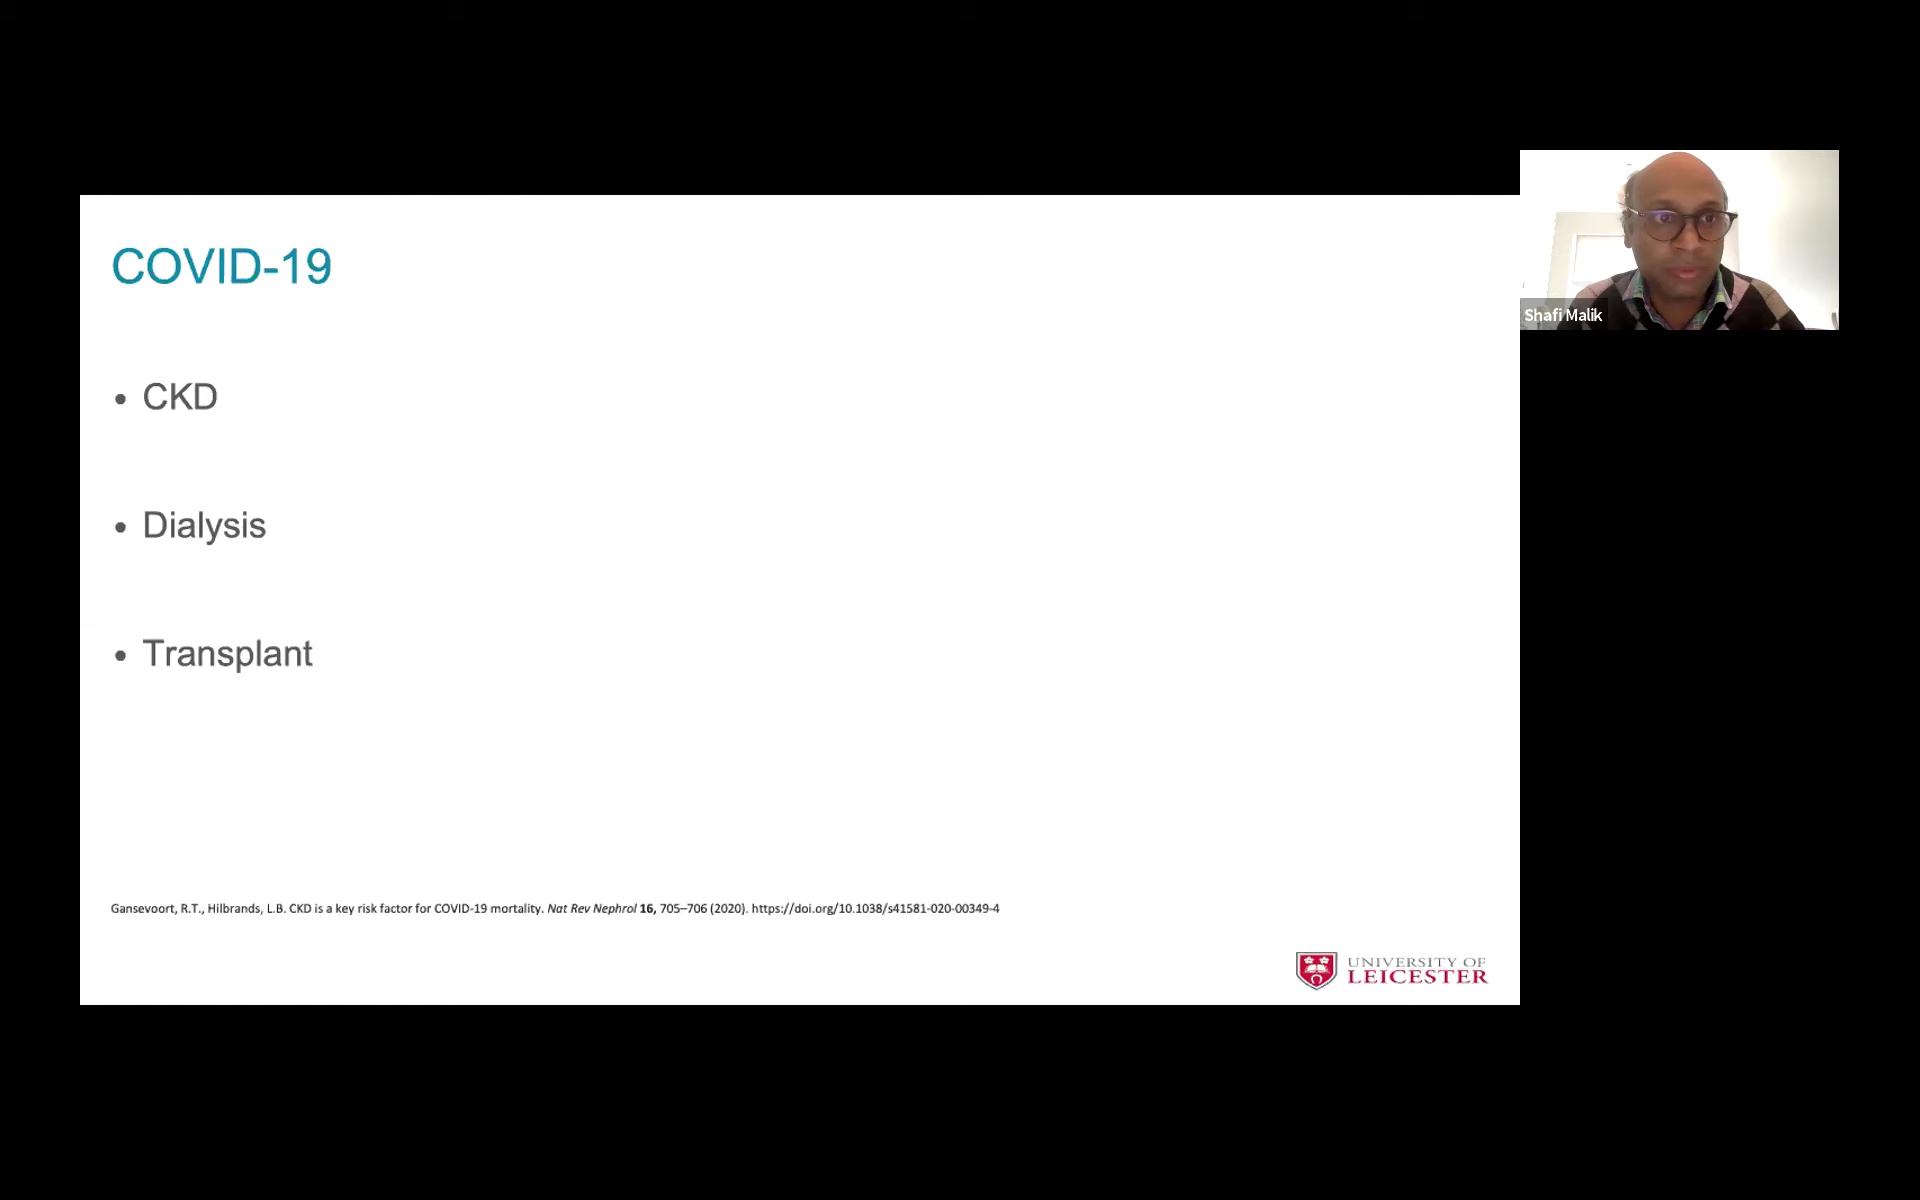 COVID-19
Shafi Malik
• CKD
• Dialysis
• Transplant
Gansevoort, R.T., Hilbrands, L.B. CKD is a key risk factor for COVID-19 mortality. Nat Rev Nephrol 16, 705–706 (2020). https://doi.org/10.1038/s41581-020-00349-4
UNIVERSITY OF
LEICESTER